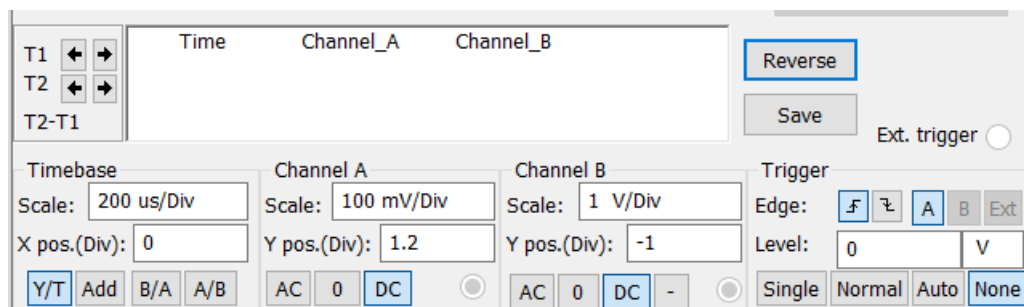 Time Channel_A Channel_B
T1
T2
T2-T1
Reverse
Save
Ext. trigger
Timebase
Scale: 200 us/Div
X pos.(Div): 0
Y/T Add B/A A/B
Channel A
Scale: 100 mV/Div
Y pos.(Div): 1.2
AC 0 DC
Channel B
Scale: 1 V/Div
Y pos.(Div): -1
AC 0 DC -
Trigger
Edge: A B Ext
Level: 0 V
Single Normal Auto None